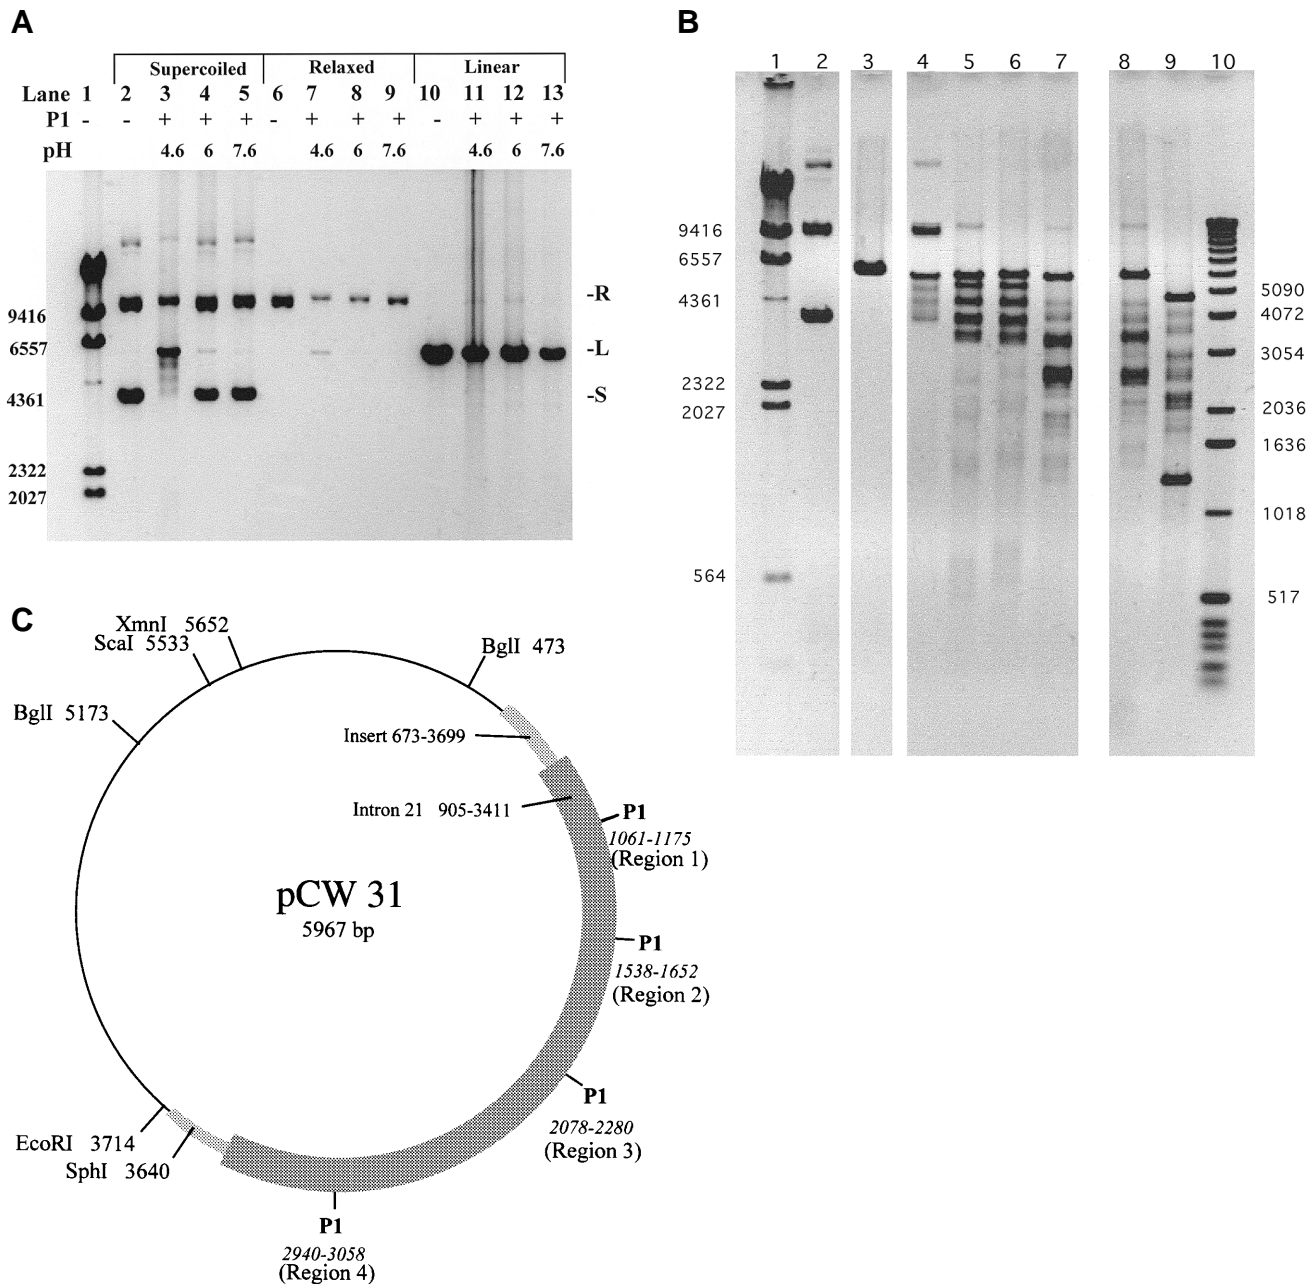 A
Supercoiled Relaxed Linear
Lane 1 2 3 4 5 6 7 8 9 10 11 12 13
P1 - - + + + - + + + - + + +
pH 4.6 6 7.6 4.6 6 7.6 4.6 6 7.6
9416
6557
4361
2322
2027
-R
-L
-S
B
1 2 3 4 5 6 7 8 9 10
9416
6557
4361
2322
2027
564
5090
4072
3054
2036
1636
1018
517
C
XmnI 5652
ScaI 5533
BglI 5173
BglI 473
Insert 673-3699
Intron 21 905-3411
P1
1061-1175
(Region 1)
pCW 31
5967 bp
P1
1538-1652
(Region 2)
P1
2078-2280
(Region 3)
EcoRI 3714
SphI 3640
P1
2940-3058
(Region 4)